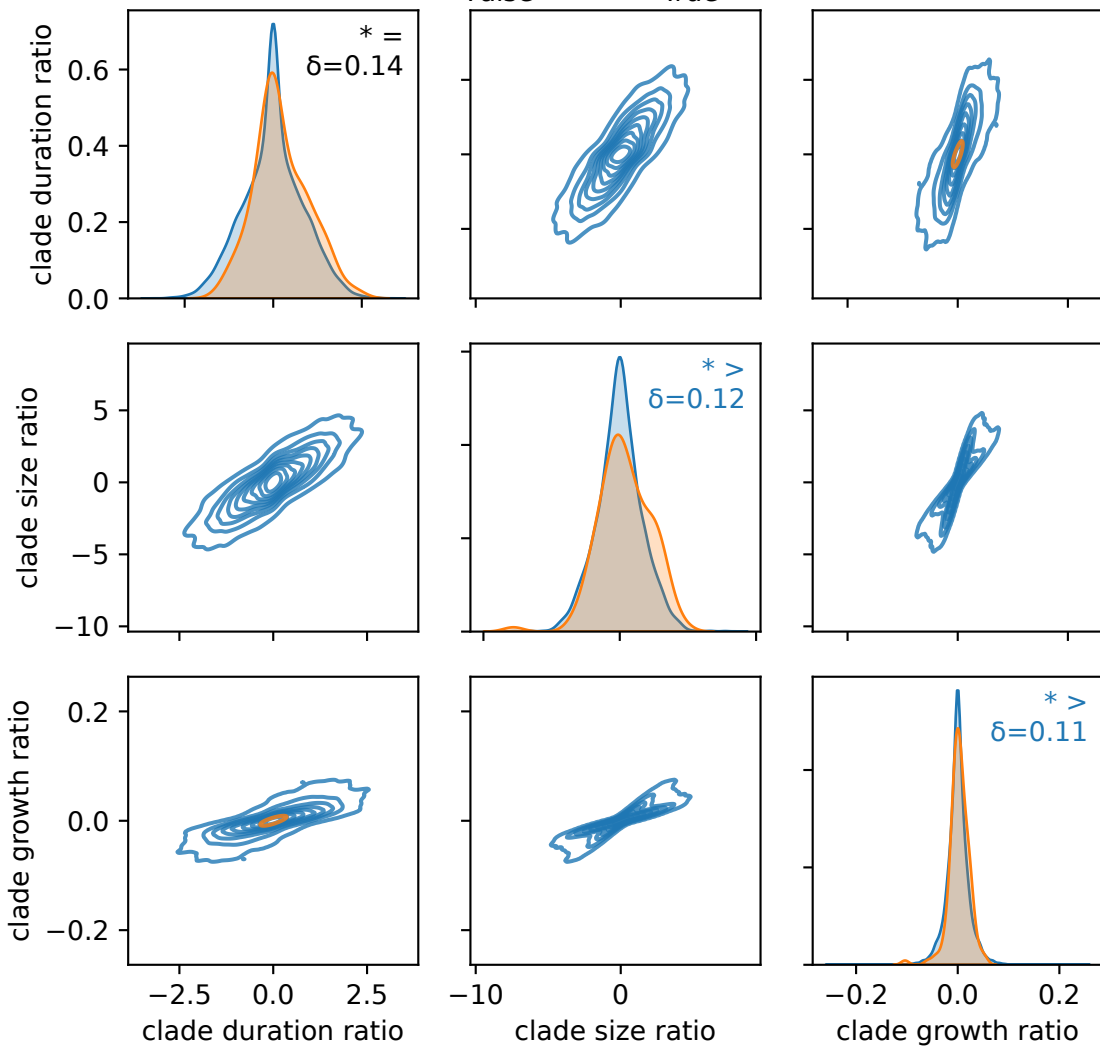 clade duration ratio
0.6
0.4
0.2
0.0
* =
δ=0.14
clade size ratio
5
0
−5
−10
* >
δ=0.12
clade growth ratio
0.2
0.0
−0.2
* >
δ=0.11
−2.5 0.0 2.5
−10 0
−0.2 0.0 0.2
clade duration ratio
clade size ratio
clade growth ratio